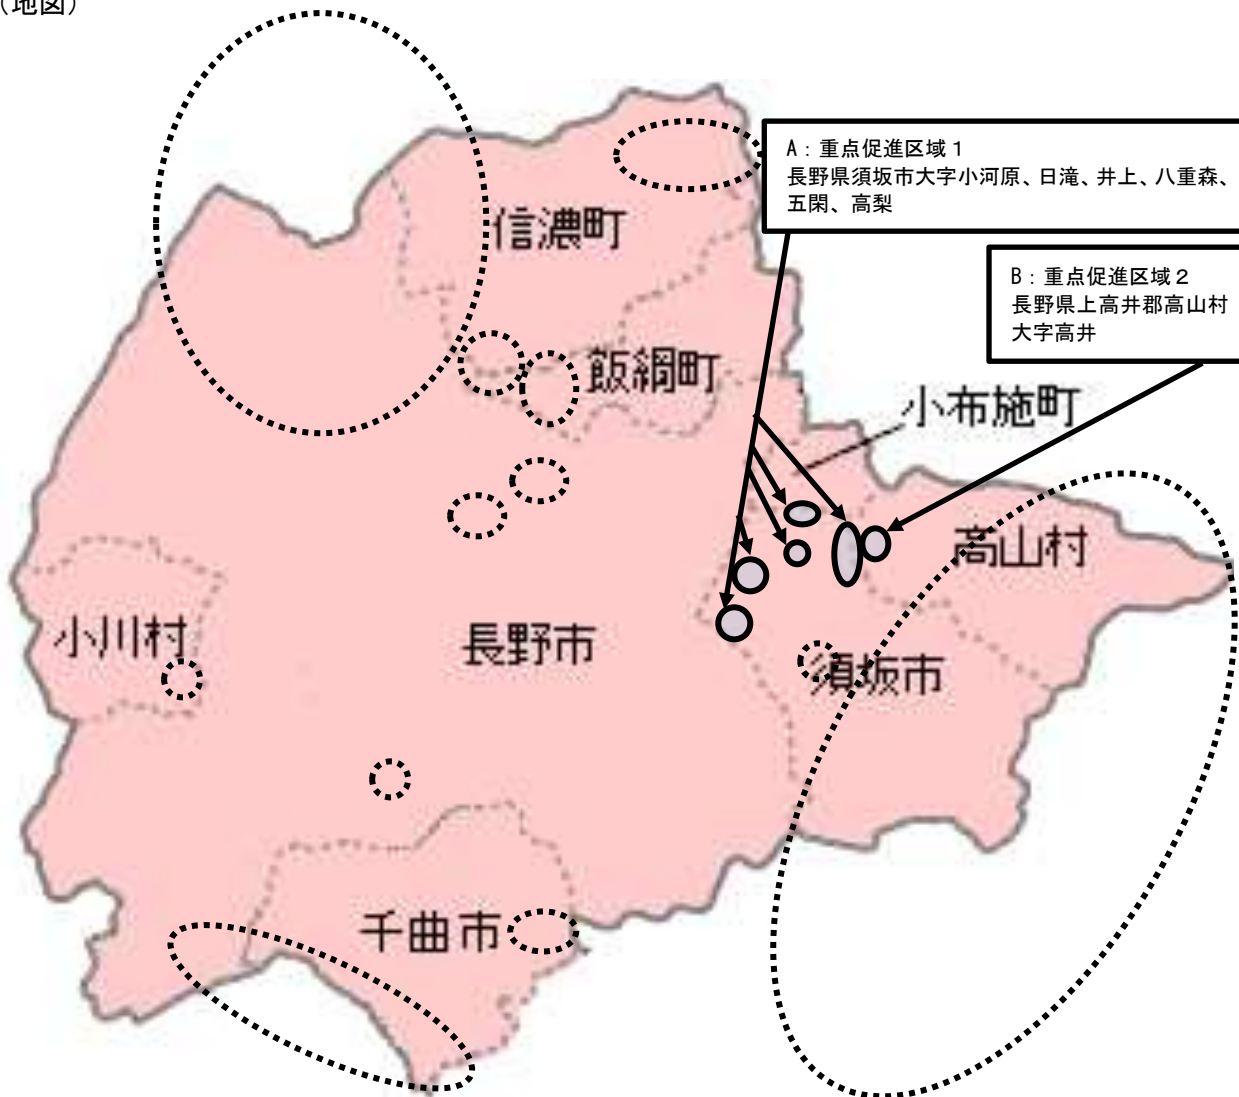 （地図）
A：重点促進区域１
長野県須坂市大字小河原、日滝、井上、八重森、
五閑、高梨
信濃町
B：重点促進区域２
長野県上高井郡高山村
大字高井
飯綱町
小布施町
高山村
小川村
長野市
須坂市
千曲市